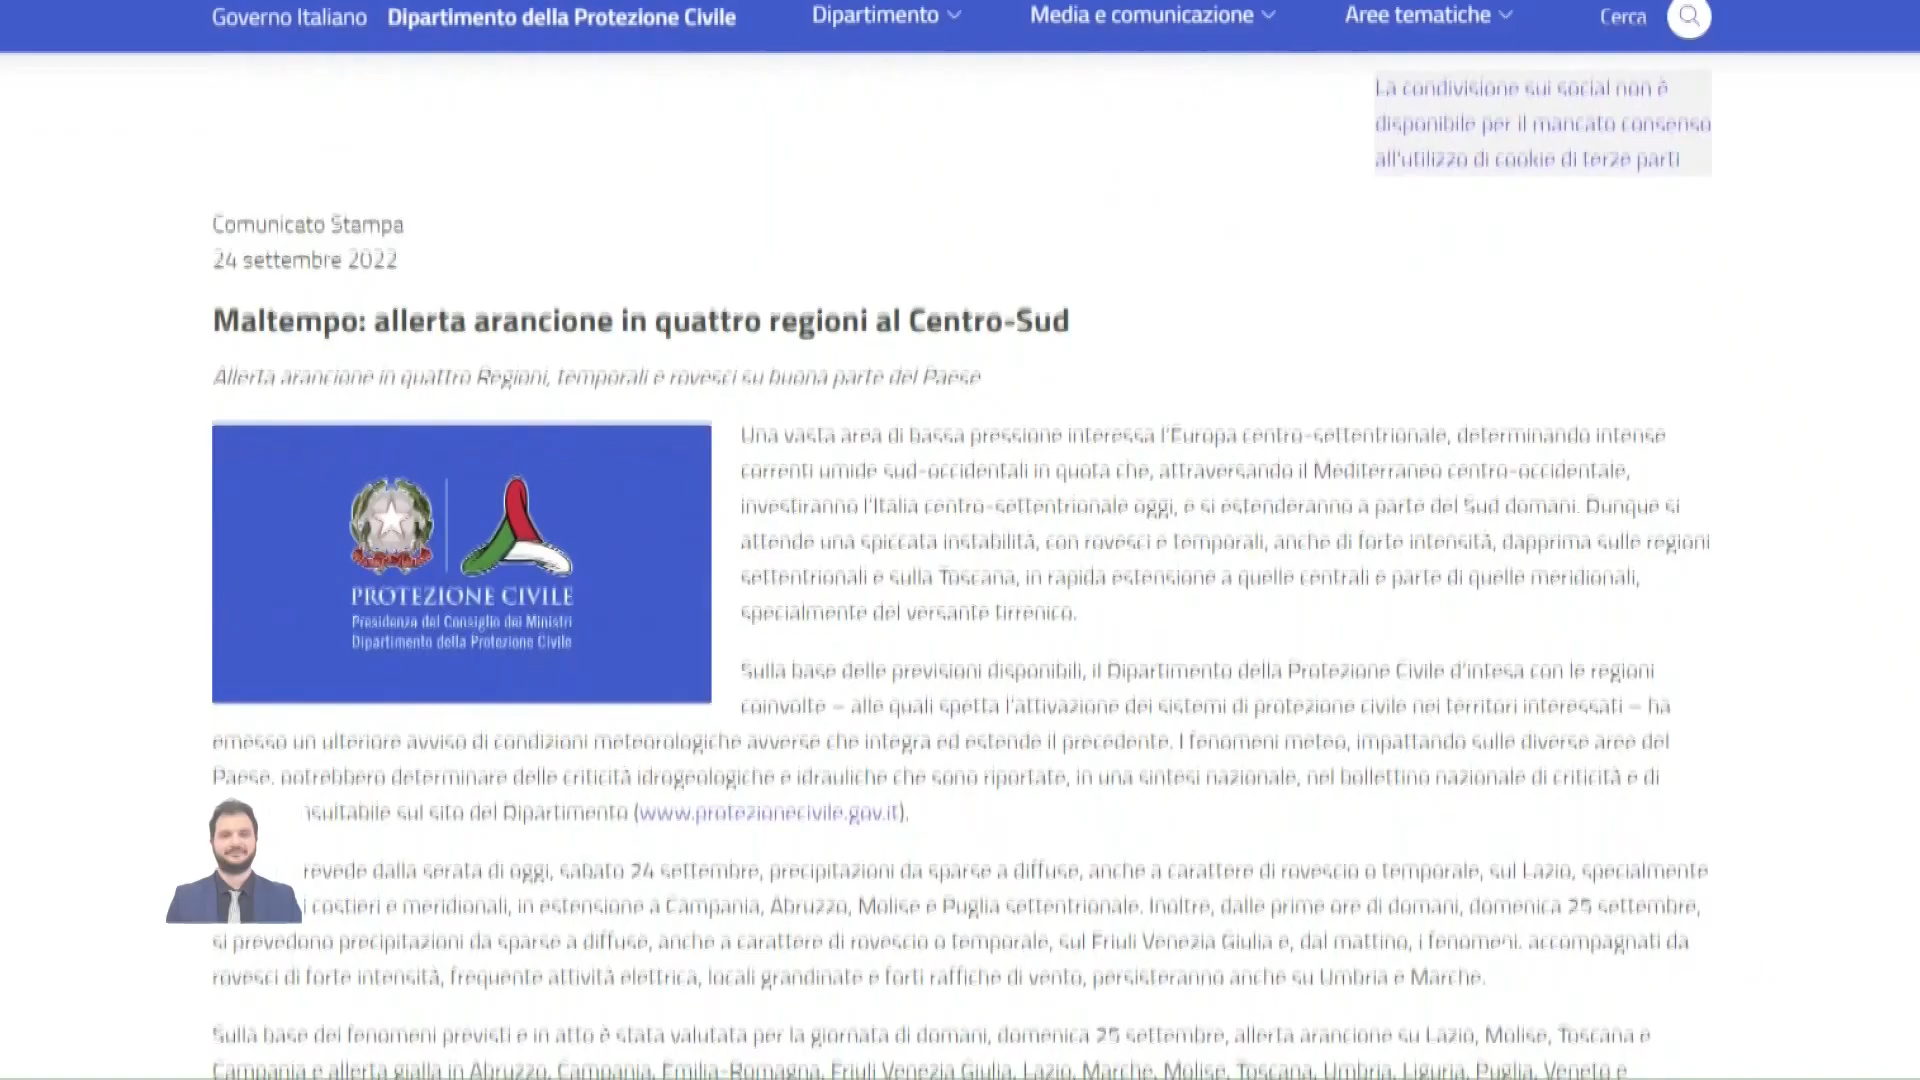 Governo Italiano Dipartimento della Protezione Civile Dipartimento Media e comunicazione Aree tematiche Cerca
La condivisione sui social non è
disponibile per il mancato consenso
all'utilizzo di cookie di terze parti
Comunicato Stampa
24 settembre 2022
Maltempo: allerta arancione in quattro regioni al Centro-Sud
Allerta arancione in quattro Regioni, temporali e rovesci su buona parte del Paese
PROTEZIONE CIVILE
Presidenza del Consiglio dei Ministri
Dipartimento della Protezione Civile
Una vasta area di bassa pressione interessa l'Europa centro-settentrionale, determinando intense
correnti umide sud-occidentali in quota che, attraversando il Mediterraneo centro-occidentale,
investiranno l'Italia centro-settentrionale oggi, e si estenderanno a parte del Sud domani. Dunque si
attende una spiccata instabilità, con rovesci e temporali, anche di forte intensità, dapprima sulle regioni
settentrionali e sulla Toscana, in rapida estensione a quelle centrali e parte di quelle meridionali,
specialmente del versante tirrenico.
Sulla base delle previsioni disponibili, il Dipartimento della Protezione Civile d'intesa con le regioni
coinvolte – alle quali spetta l'attivazione dei sistemi di protezione civile nei territori interessati – ha
emesso un ulteriore avviso di condizioni meteorologiche avverse che integra ed estende il precedente. I fenomeni meteo, impattando sulle diverse aree del
Paese, potrebbero determinare delle criticità idrogeologiche e idrauliche che sono riportate, in una sintesi nazionale, nel bollettino nazionale di criticità e di
nsultabile sul sito del Dipartimento (www.protezionecivile.gov.it).
revede dalla serata di oggi, sabato 24 settembre, precipitazioni da sparse a diffuse, anche a carattere di rovescio o temporale, sul Lazio, specialmente
i costieri e meridionali, in estensione a Campania, Abruzzo, Molise e Puglia settentrionale. Inoltre, dalle prime ore di domani, domenica 25 settembre,
si prevedono precipitazioni da sparse a diffuse, anche a carattere di rovescio o temporale, sul Friuli Venezia Giulia e, dal mattino, i fenomeni, accompagnati da
rovesci di forte intensità, frequente attività elettrica, locali grandinate e forti raffiche di vento, persisteranno anche su Umbria e Marche.
Sulla base dei fenomeni previsti e in atto è stata valutata per la giornata di domani, domenica 25 settembre, allerta arancione su Lazio, Molise, Toscana e
Campania e allerta gialla in Abruzzo, Campania, Emilia-Romagna, Friuli Venezia Giulia, Lazio, Marche, Molise, Toscana, Umbria, Liguria, Puglia, Veneto e